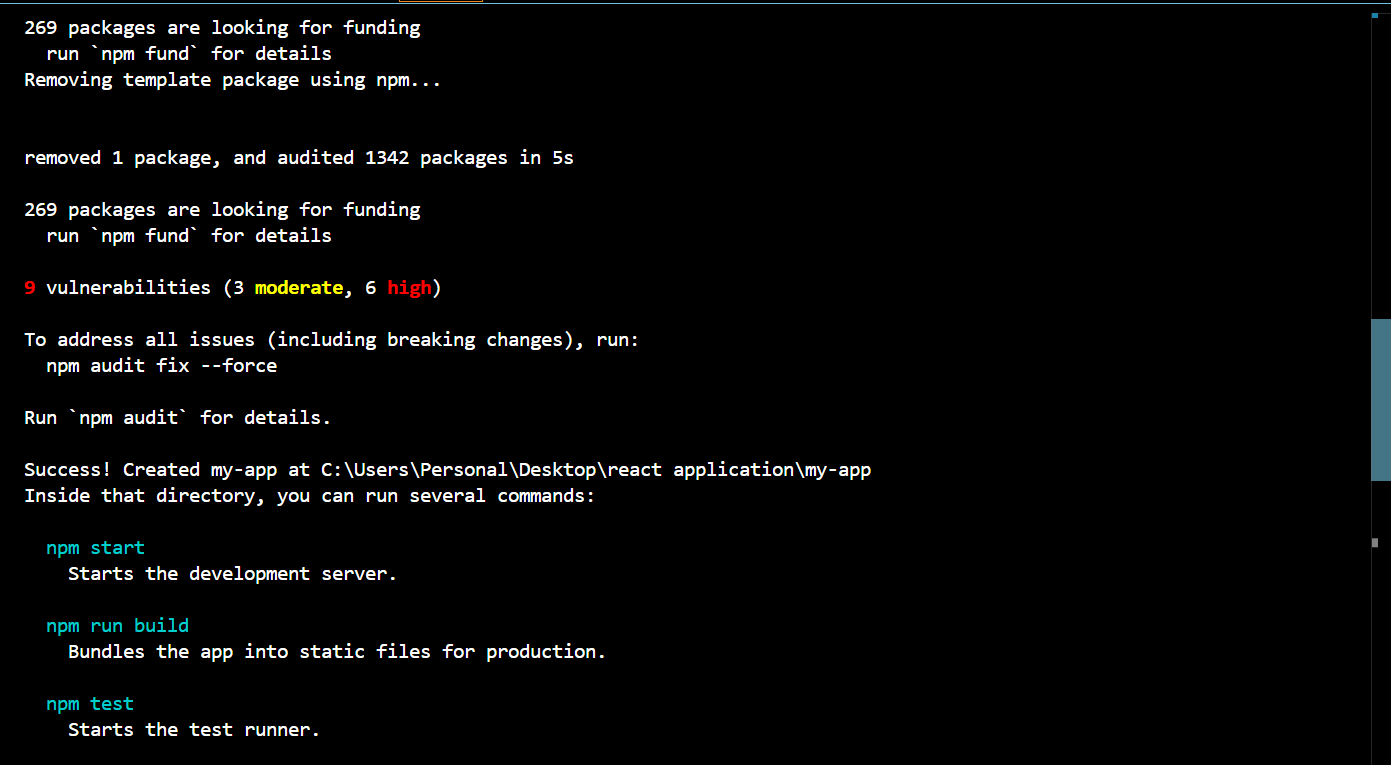 269 packages are looking for funding
run `npm fund` for details
Removing template package using npm...
removed 1 package, and audited 1342 packages in 5s
269 packages are looking for funding
run `npm fund` for details
9 vulnerabilities (3 moderate, 6 high)
To address all issues (including breaking changes), run:
npm audit fix --force
Run `npm audit` for details.
Success! Created my-app at C:\Users\Personal\Desktop\react application\my-app
Inside that directory, you can run several commands:
npm start
Starts the development server.
npm run build
Bundles the app into static files for production.
npm test
Starts the test runner.